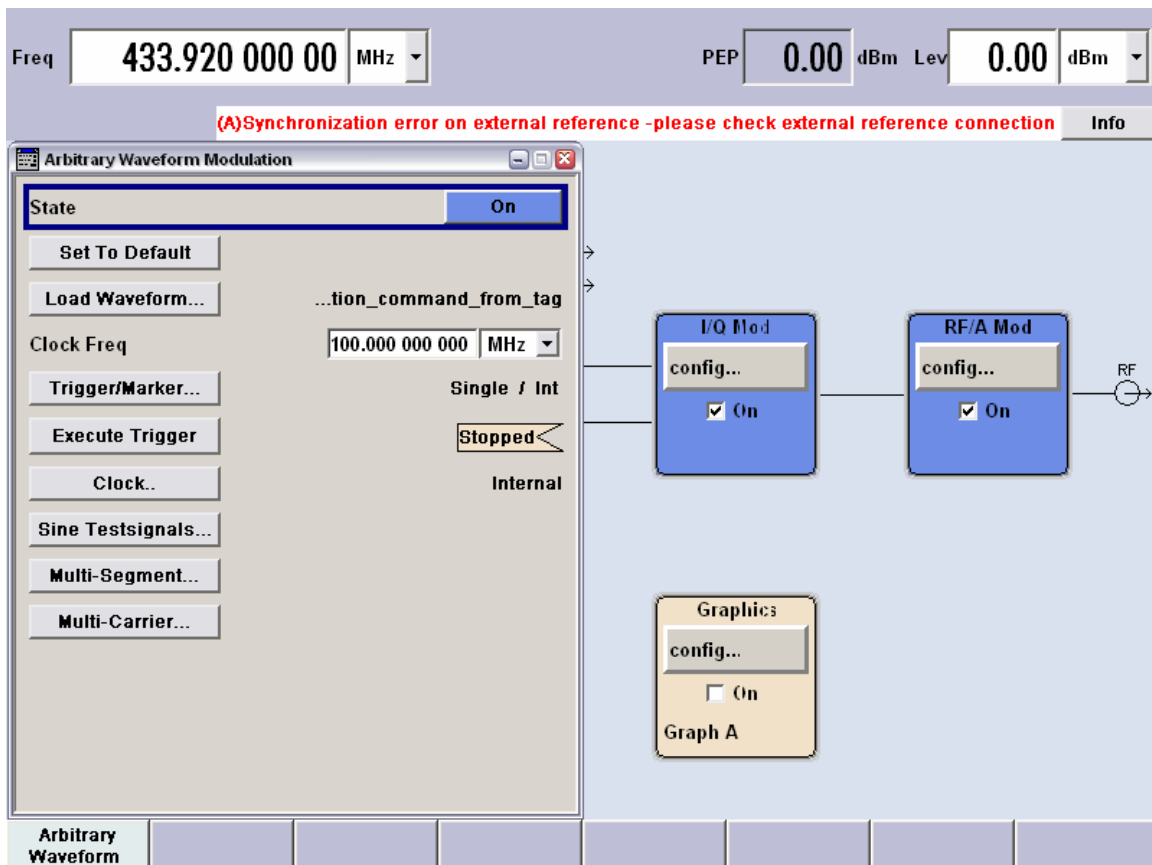 Freq 433.920 000 00 MHz PEP 0.00 dBm Lev 0.00 dBm
(A)Synchronization error on external reference -please check external reference connection Info
Arbitrary Waveform Modulation
State On
Set To Default
Load Waveform... ...tion_command_from_tag
Clock Freq 100.000 000 000 MHz
Trigger/Marker... Single / Int
Execute Trigger Stopped
Clock.. Internal
Sine Testsignals...
Multi-Segment...
Multi-Carrier...
I/Q Mod
config...
On
RF/A Mod
config...
On
RF
Graphics
config...
On
Graph A
Arbitrary
Waveform